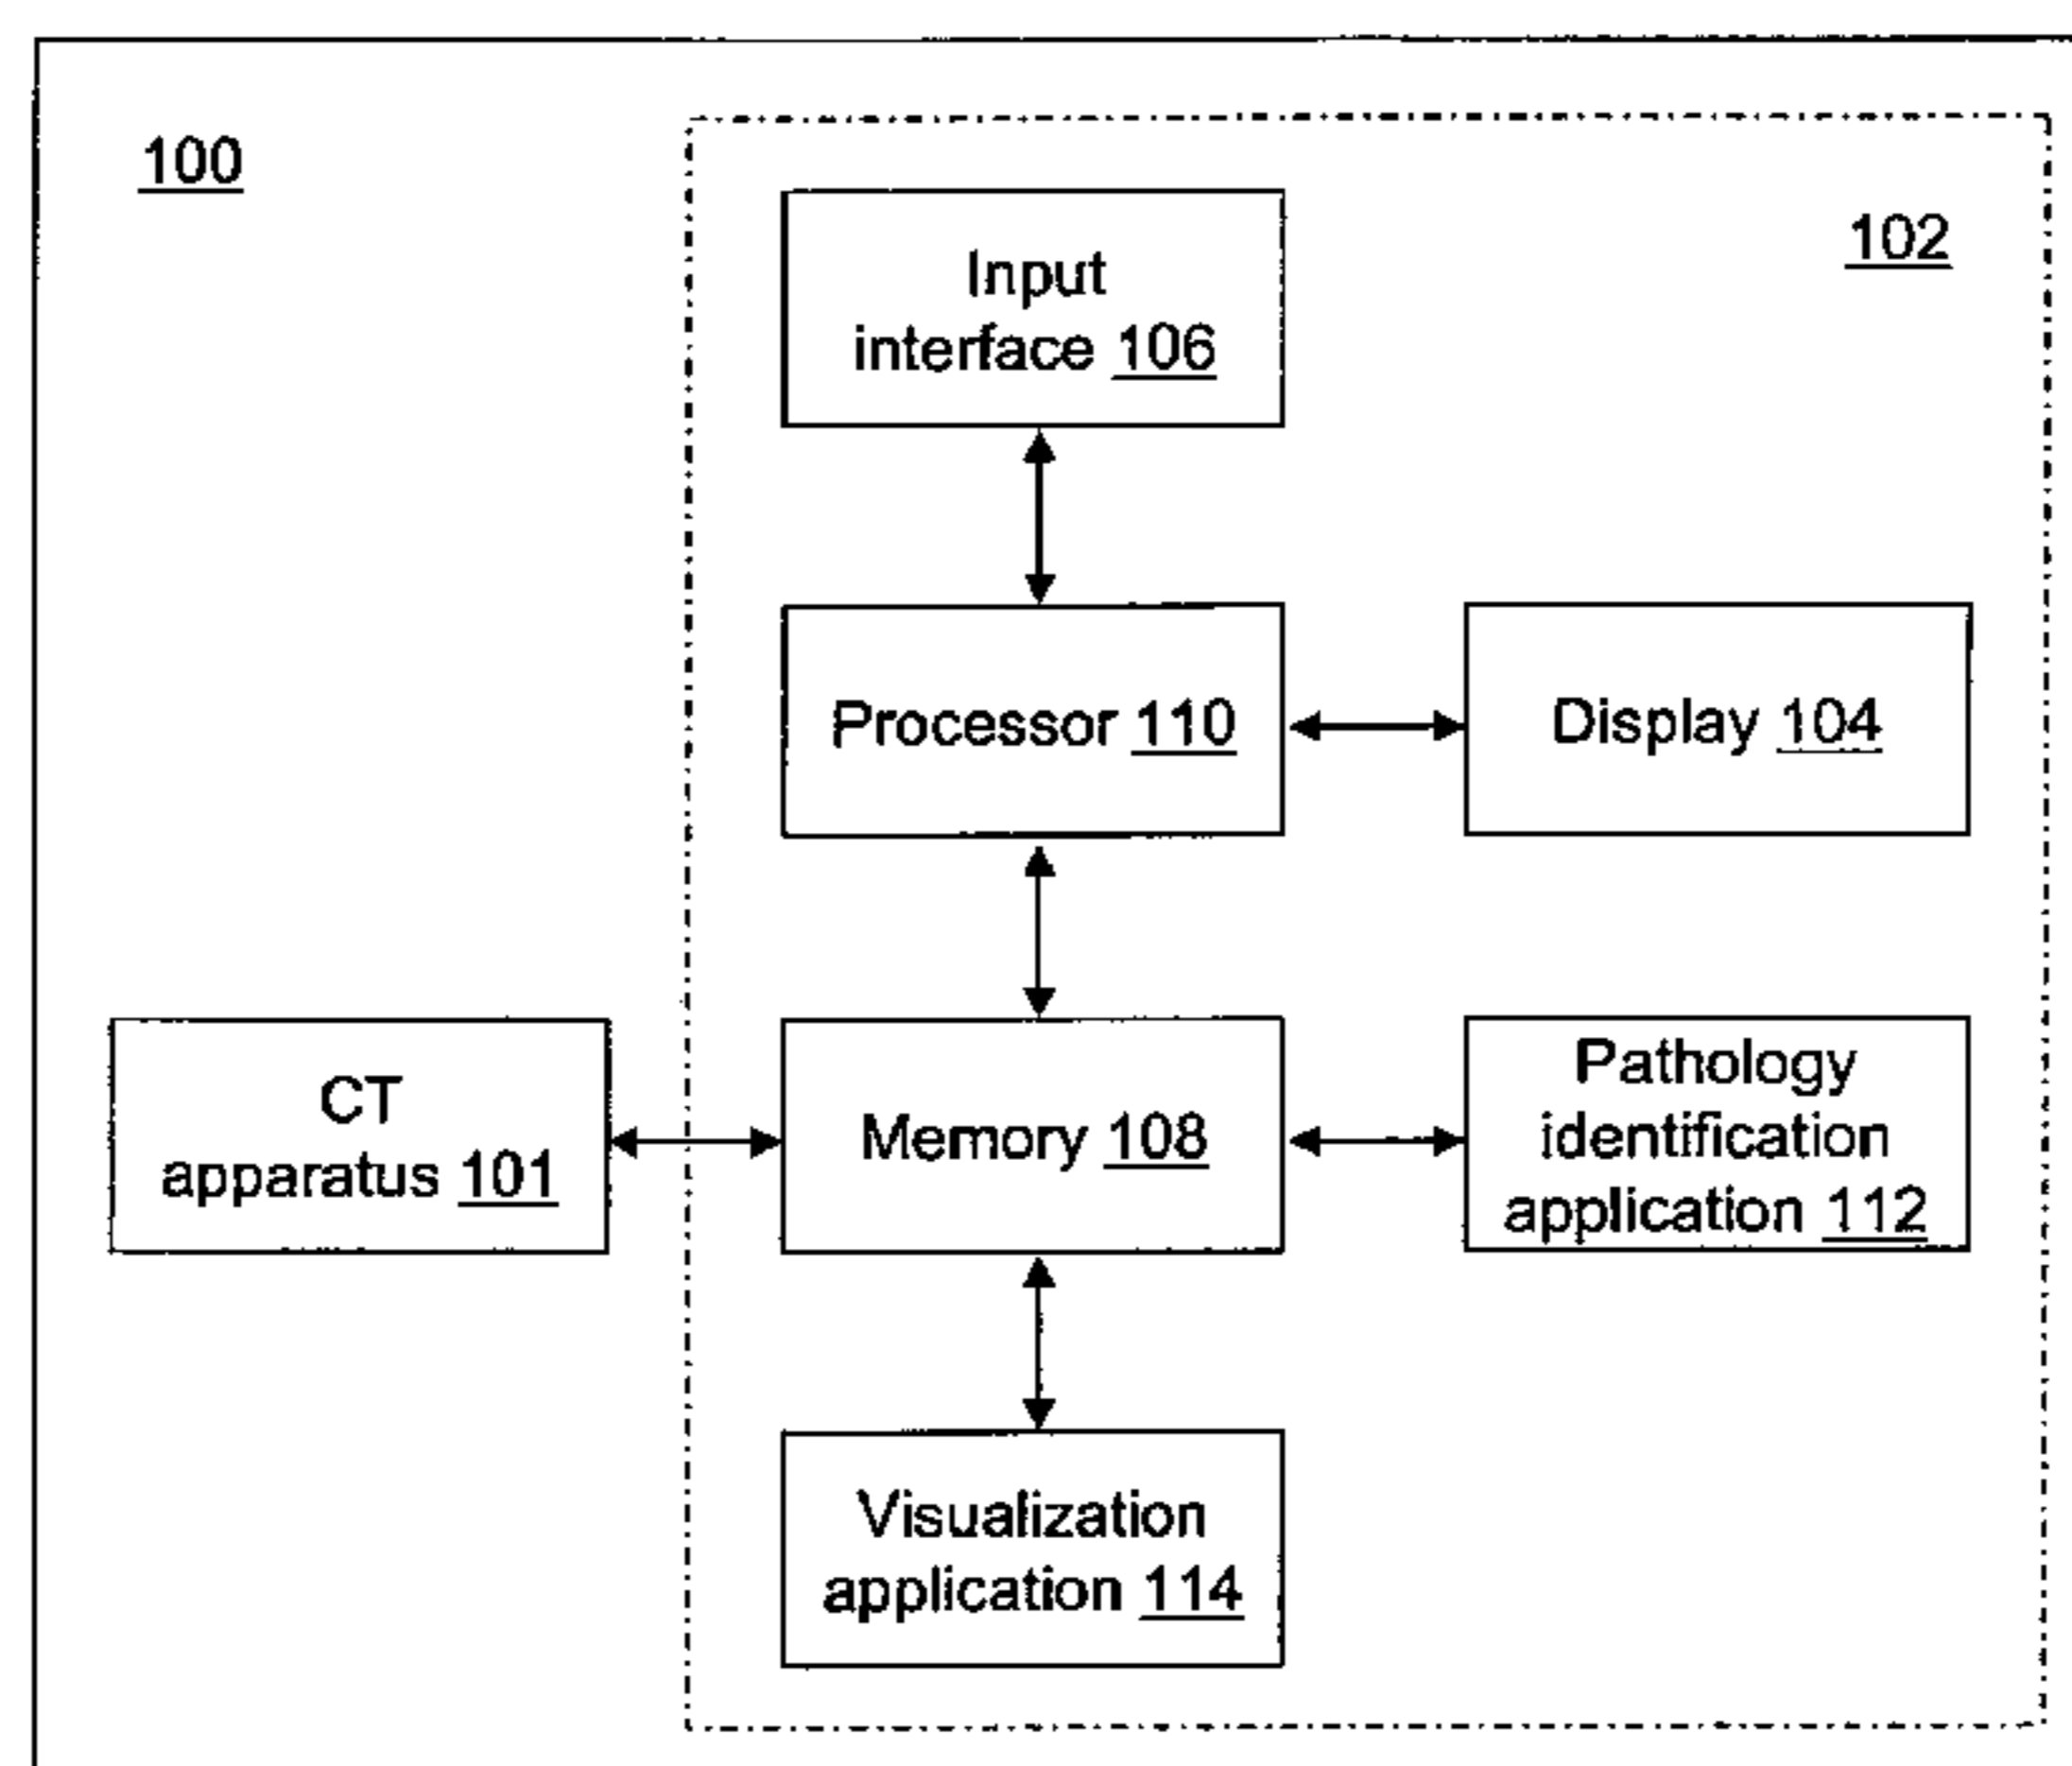 100
102
Input
interface 106
Processor 110
Display 104
CT
apparatus 101
Memory 108
Pathology
identification
application 112
Visualization
application 114